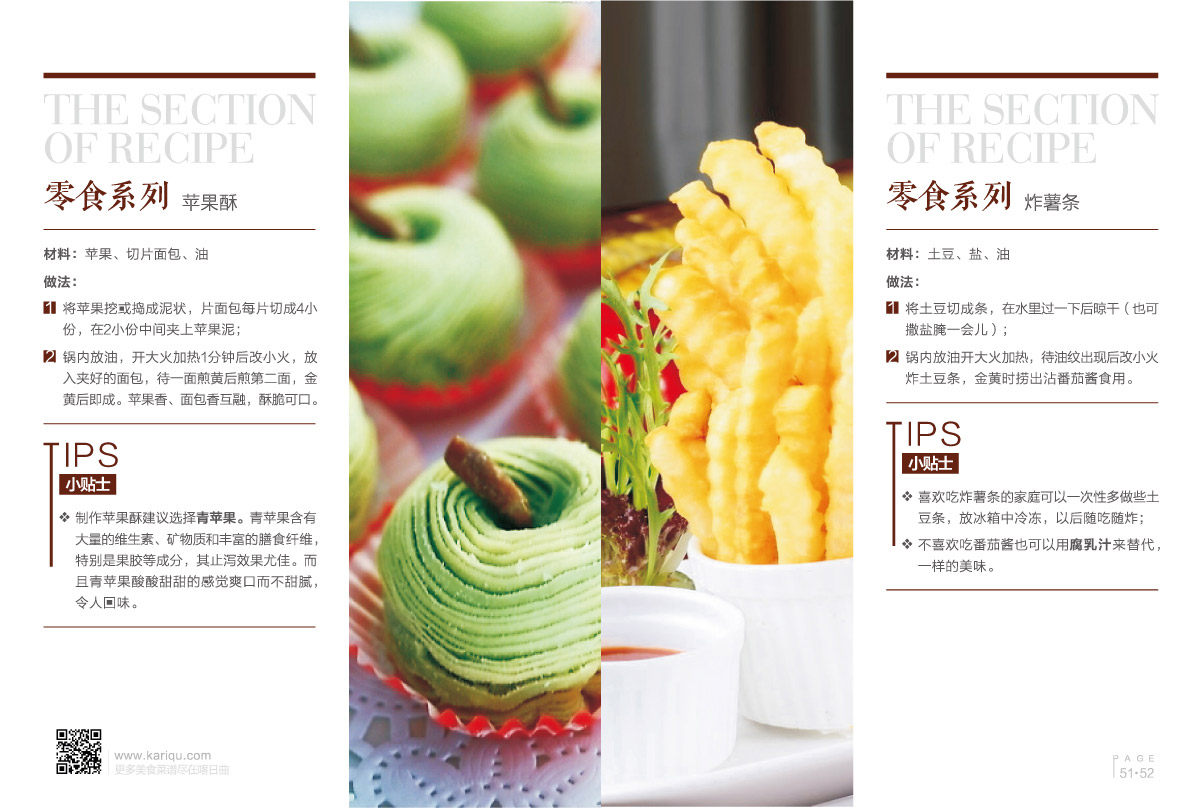 THE SECTION
OF RECIPE
零食系列 苹果酥
材料：苹果、切片面包、油
做法：
1 将苹果挖或捣成泥状，片面包每片切成4小
份，在2小份中间夹上苹果泥；
2 锅内放油，开大火加热1分钟后改小火，放
入夹好的面包，待一面煎黄后煎第二面，金
黄后即成。苹果香、面包香互融，酥脆可口。
TIPS
小贴士
❖ 制作苹果酥建议选择青苹果。青苹果含有
大量的维生素、矿物质和丰富的膳食纤维，
特别是果胶等成分，其止泻效果尤佳。而
且青苹果酸酸甜甜的感觉爽口而不甜腻，
令人回味。
www.kariqu.com
更多美食菜谱尽在喀日曲
THE SECTION
OF RECIPE
零食系列 炸薯条
材料：土豆、盐、油
做法：
1 将土豆切成条，在水里过一下后晾干（也可
撒盐腌一会儿）；
2 锅内放油开大火加热，待油纹出现后改小火
炸土豆条，金黄时捞出沾番茄酱食用。
TIPS
小贴士
❖ 喜欢吃炸薯条的家庭可以一次性多做些土
豆条，放冰箱中冷冻，以后随吃随炸；
❖ 不喜欢吃番茄酱也可以用腐乳汁来替代，
一样的美味。
PAGE
51·52